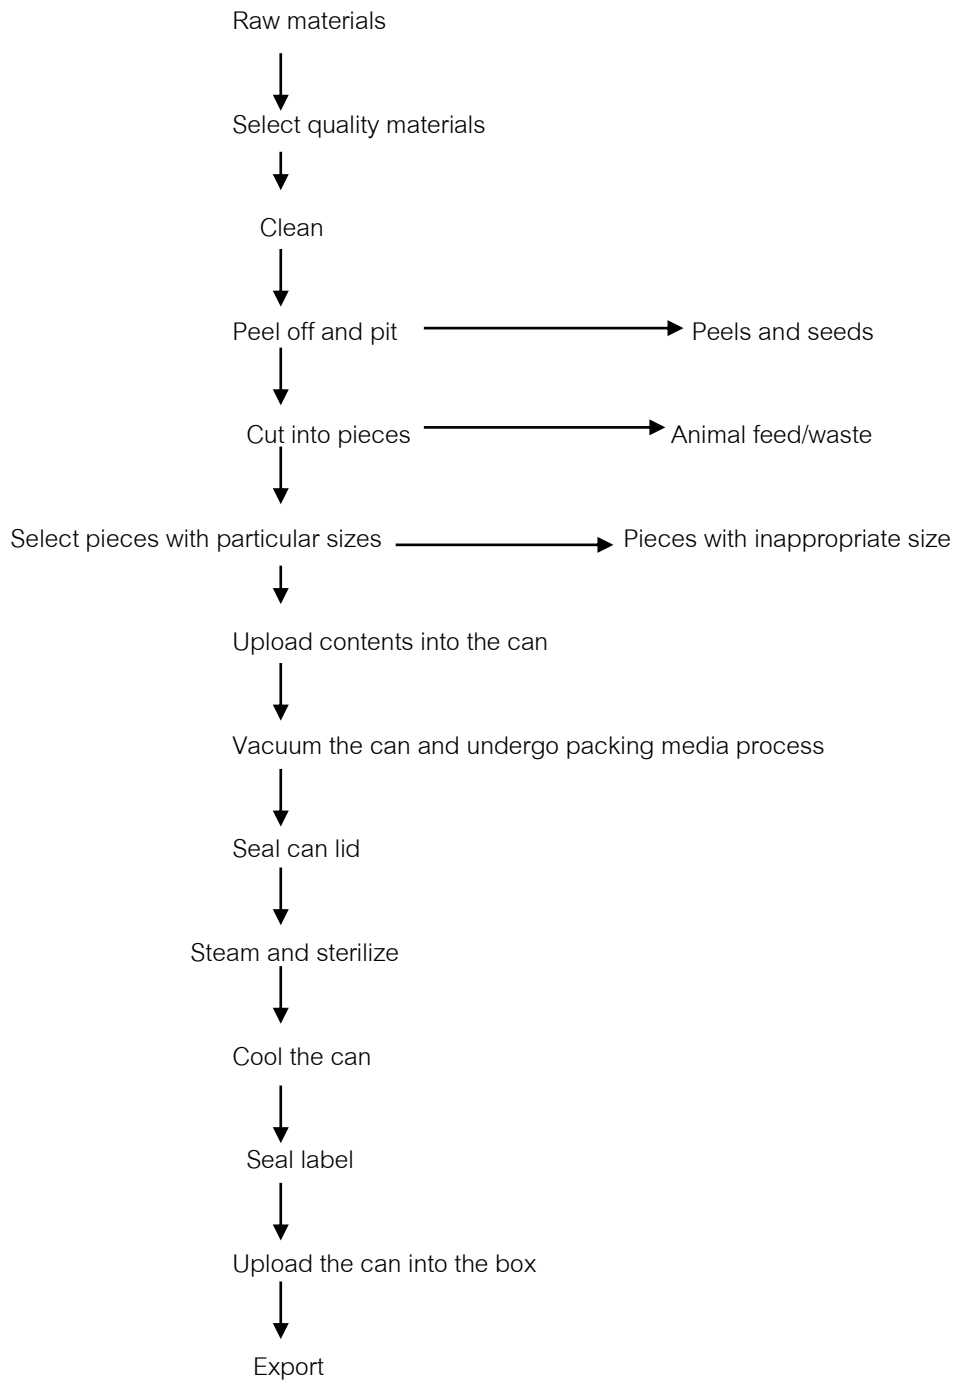 Raw materials
Select quality materials
Clean
Peel off and pit
Peels and seeds
Cut into pieces
Animal feed/waste
Select pieces with particular sizes
Pieces with inappropriate size
Upload contents into the can
Vacuum the can and undergo packing media process
Seal can lid
Steam and sterilize
Cool the can
Seal label
Upload the can into the box
Export